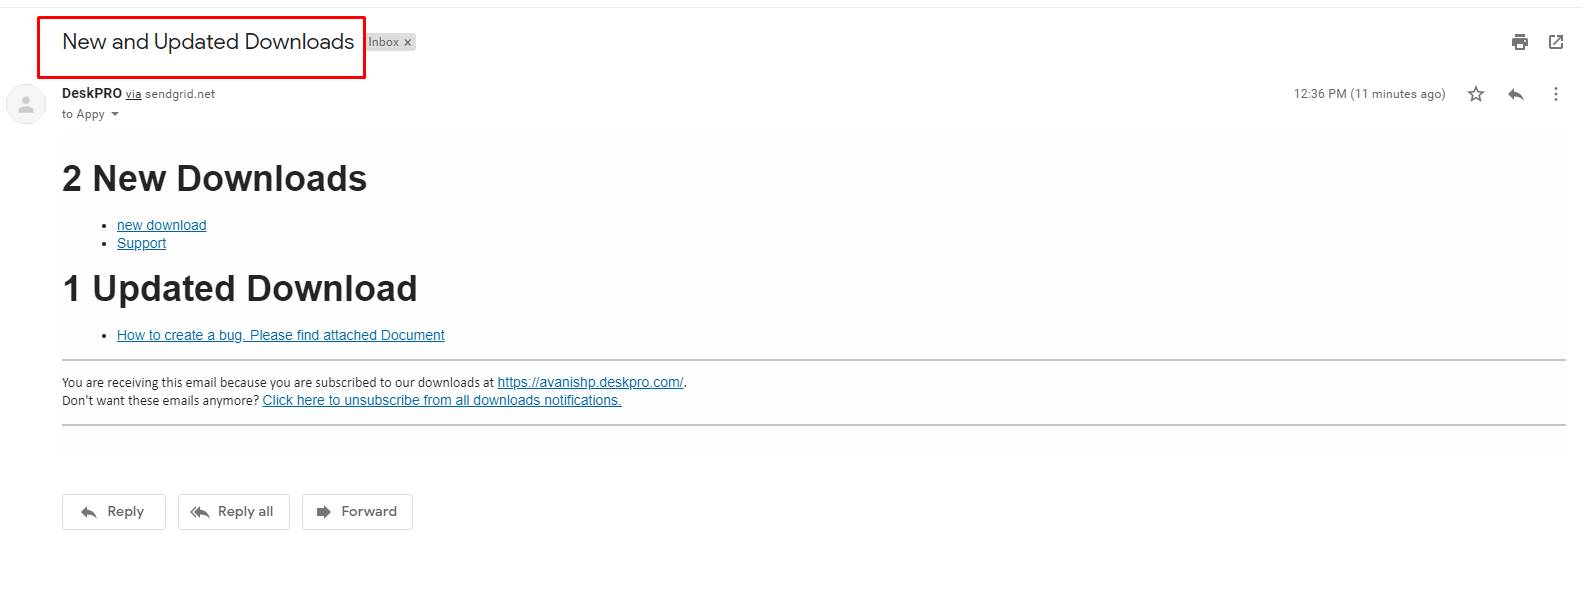 New and Updated Downloads Inbox ×
DeskPRO via sendgrid.net 12:36 PM (11 minutes ago)
to Appy
2 New Downloads
• new download
• Support
1 Updated Download
• How to create a bug. Please find attached Document
You are receiving this email because you are subscribed to our downloads at https://avanishp.deskpro.com/.
Don't want these emails anymore? Click here to unsubscribe from all downloads notifications.
Reply Reply all Forward